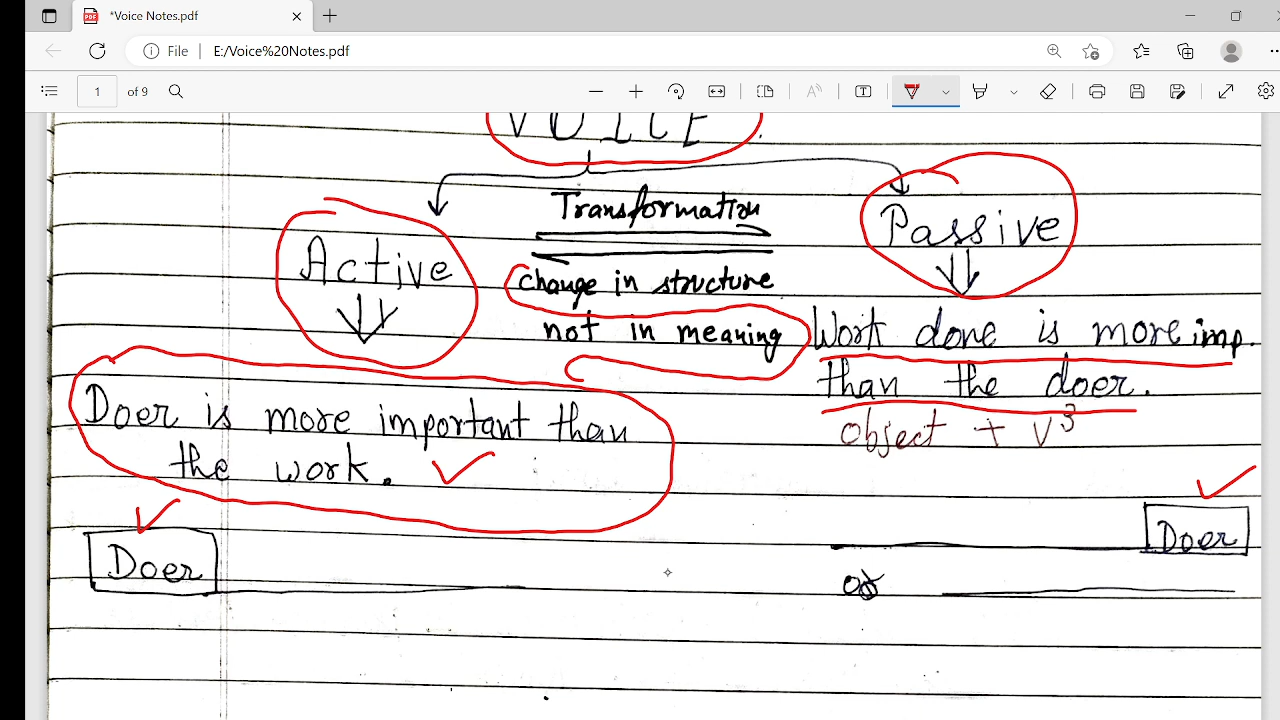 *Voice Notes.pdf
File E:/Voice%20Notes.pdf
1 of 9
VOICE.
Transformation
Active
Passive
change in structure
not in meaning
Work done is more imp.
than the doer.
object + V3
Doer is more important than
the work.
Doer
Doer
or